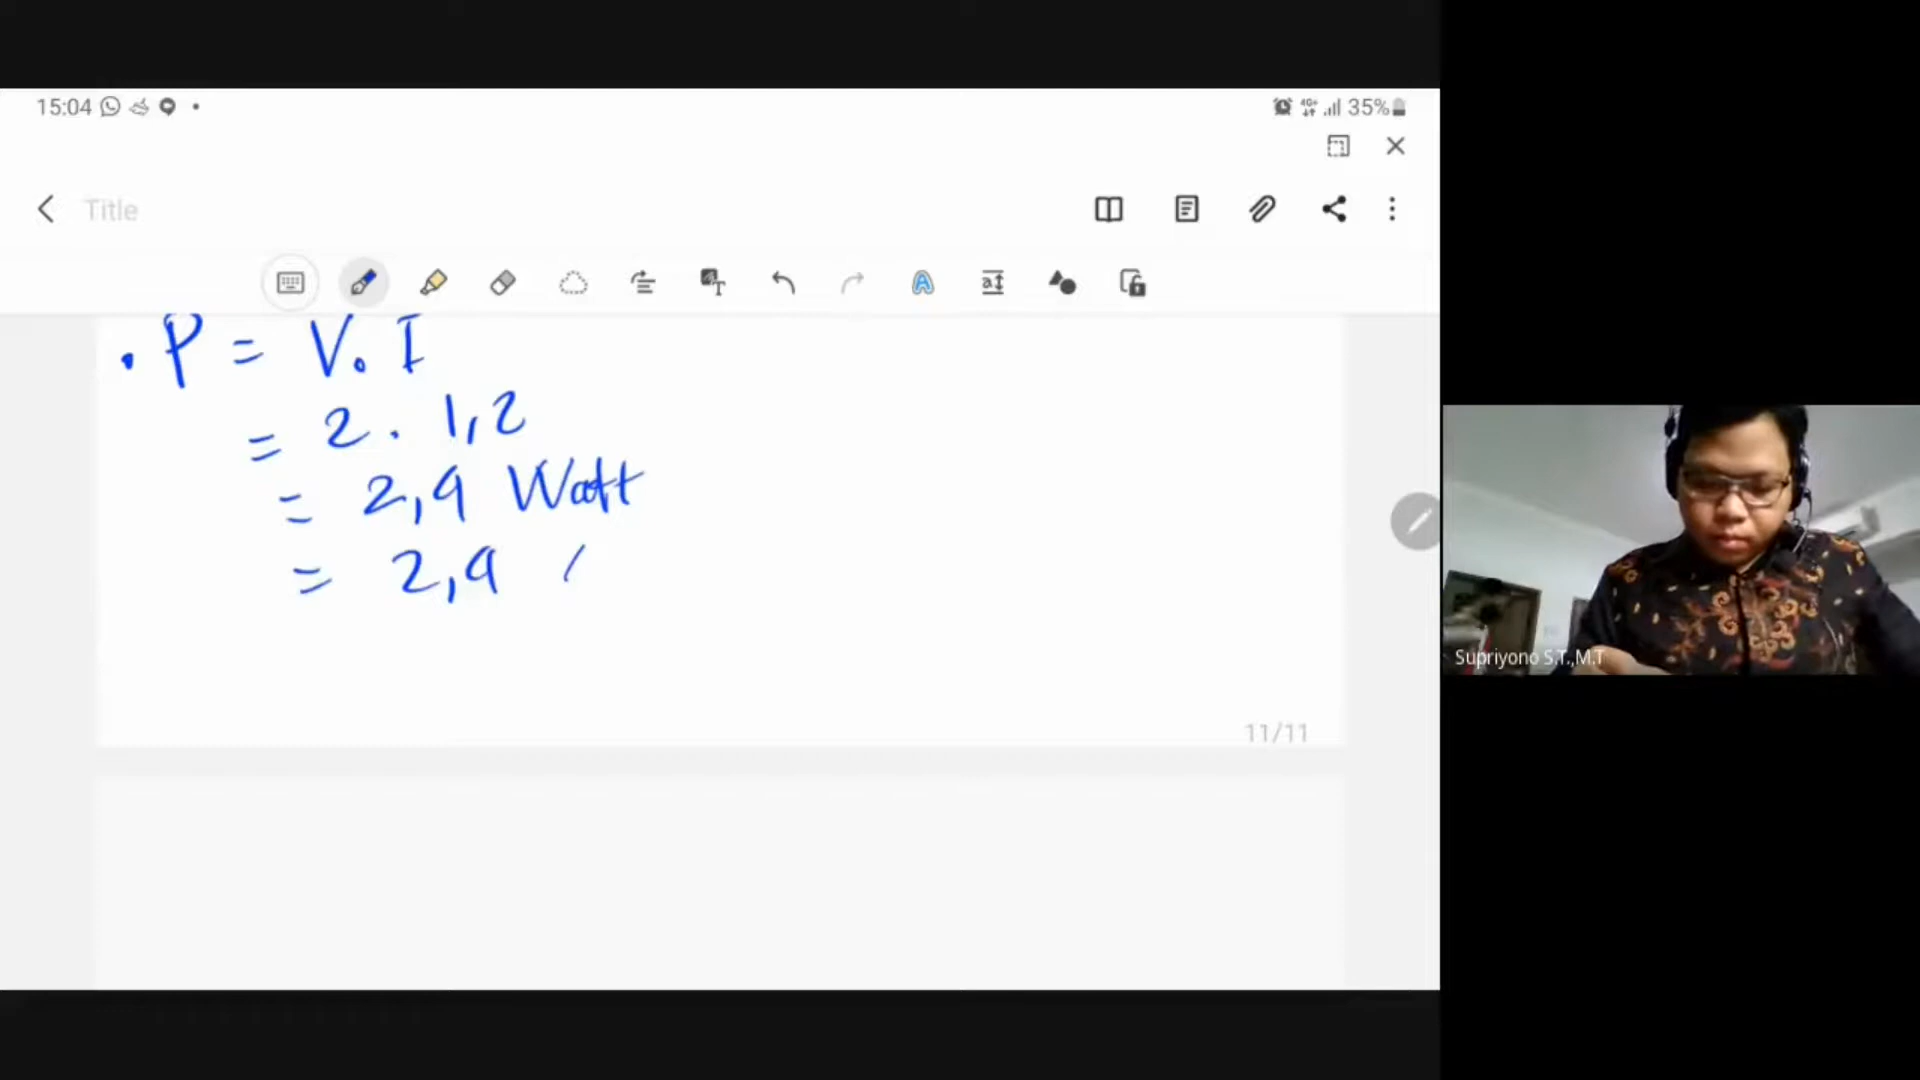 15:04
35%
Title
. P = V. I
= 2 . 1,2
= 2,4 Watt
= 2,4
11/11
Supriyono S.T.,M.T